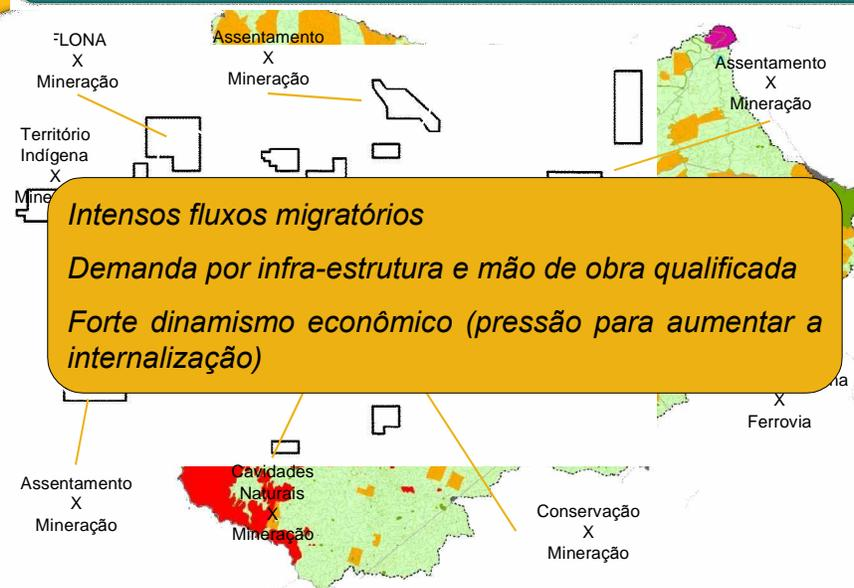 FLONA
X
Mineração
Assentamento
X
Mineração
Assentamento
X
Mineração
Território
Indígena
X
Intensos fluxos migratórios
Demanda por infra-estrutura e mão de obra qualificada
Forte dinamismo econômico (pressão para aumentar a
internalização)
X
Ferrovia
Assentamento
X
Mineração
Cavidades
Naturais
X
Mineração
Conservação
X
Mineração